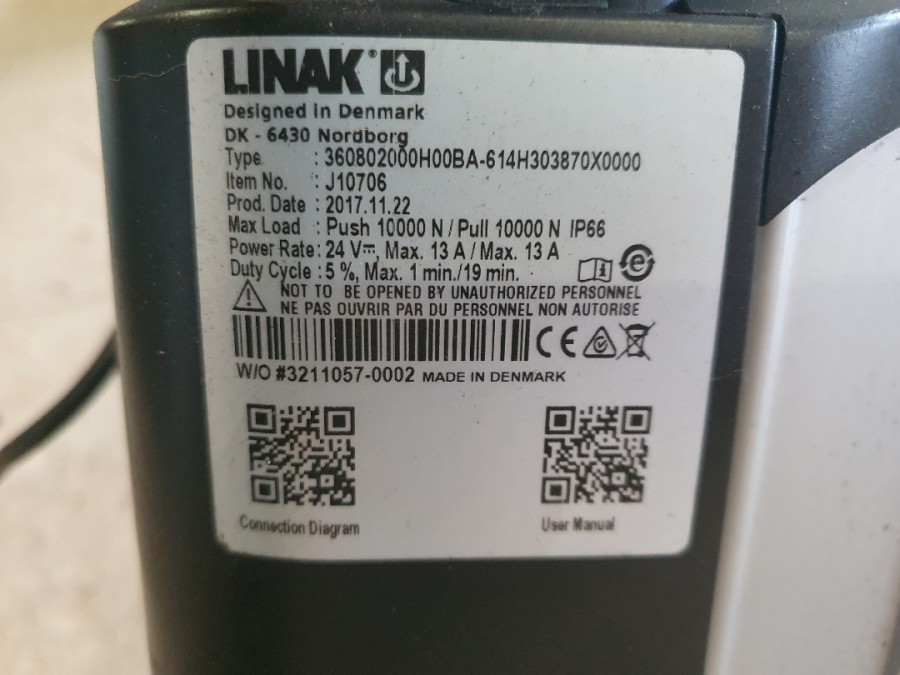 LINAK®
Designed in Denmark
DK - 6430 Nordborg
Type : 360802000H00BA-614H303870X0000
Item No. : J10706
Prod. Date : 2017.11.22
Max Load : Push 10000 N / Pull 10000 N IP66
Power Rate : 24 V⎓, Max. 13 A / Max. 13 A
Duty Cycle : 5 %, Max. 1 min./19 min.
NOT TO BE OPENED BY UNAUTHORIZED PERSONNEL
NE PAS OUVRIR PAR DU PERSONNEL NON AUTORISE
CE
W/O #3211057-0002 MADE IN DENMARK
Connection Diagram
User Manual